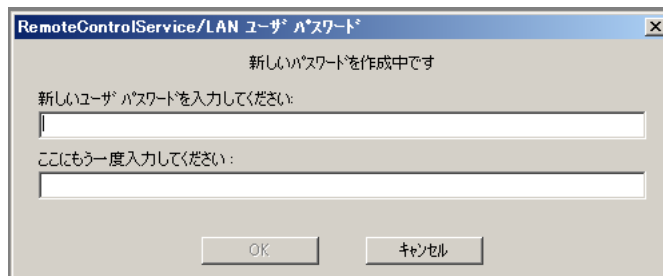 RemoteControlService/LAN ユーザ パスワード
新しいパスワードを作成中です
新しいユーザ パスワードを入力してください:
ここにもう一度入力してください :
OK
キャンセル